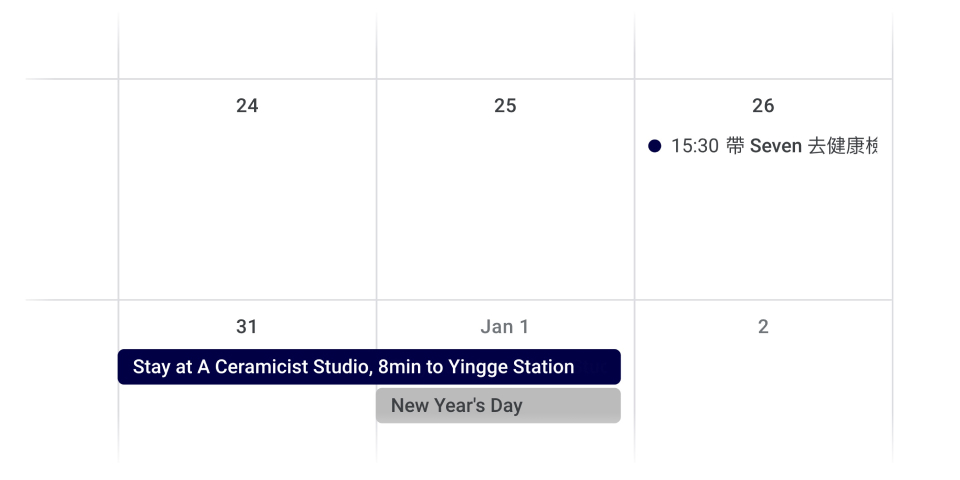 24
25
26
15:30 帶 Seven 去健康
31
Jan 1
2
Stay at A Ceramicist Studio, 8min to Yingge Station
New Year's Day